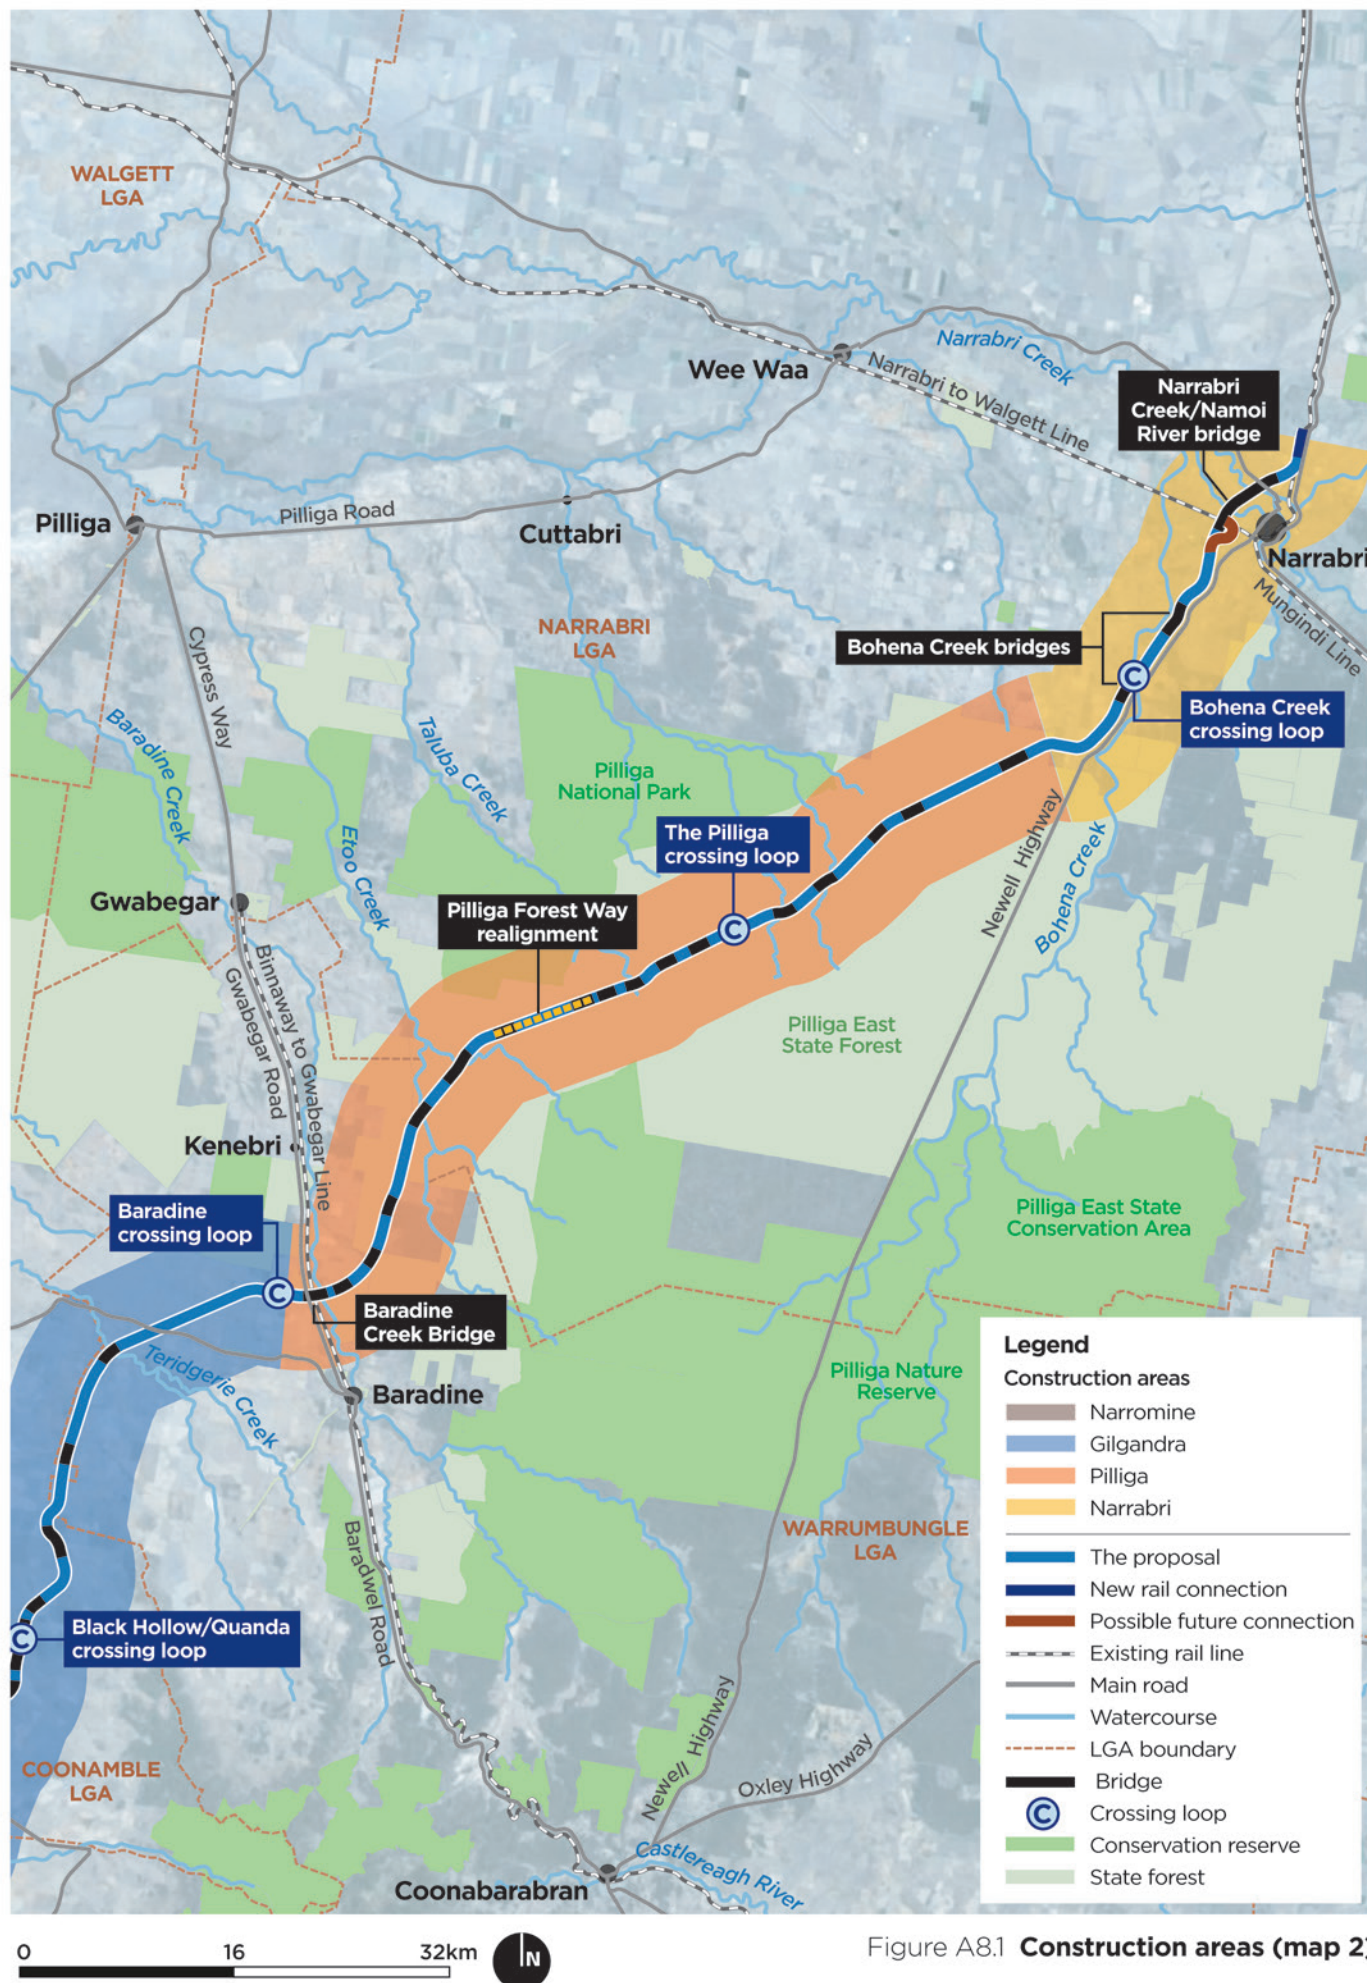 WALGETT
LGA
Narrabri Creek
Wee Waa
Narrabri to Walgett Line
Narrabri
Creek/Namoi
River bridge
Pilliga
Pilliga Road
Cuttabri
Narrabri
Mungindi Line
NARRABRI
LGA
Bohena Creek bridges
Bohena Creek
crossing loop
Cypress Way
Baradine Creek
Taluba Creek
Etoo Creek
Pilliga
National Park
The Pilliga
crossing loop
Newell Highway
Bohena Creek
Gwabegar
Pilliga Forest Way
realignment
Binnaway to Gwabegar Line
Gwabegar Road
Pilliga East
State Forest
Kenebri
Baradine
crossing loop
Pilliga East State
Conservation Area
Baradine
Creek Bridge
Teridgerie Creek
Baradine
Pilliga Nature
Reserve
WARRUMBUNGLE
LGA
Baradwel Road
Black Hollow/Quanda
crossing loop
COONAMBLE
LGA
Newell Highway
Oxley Highway
Castlereagh River
Coonabarabran
Legend
Construction areas
Narromine
Gilgandra
Pilliga
Narrabri
The proposal
New rail connection
Possible future connection
Existing rail line
Main road
Watercourse
LGA boundary
Bridge
C Crossing loop
Conservation reserve
State forest
C
C
C
C
0 16 32km
N
Figure A8.1 Construction areas (map 2)